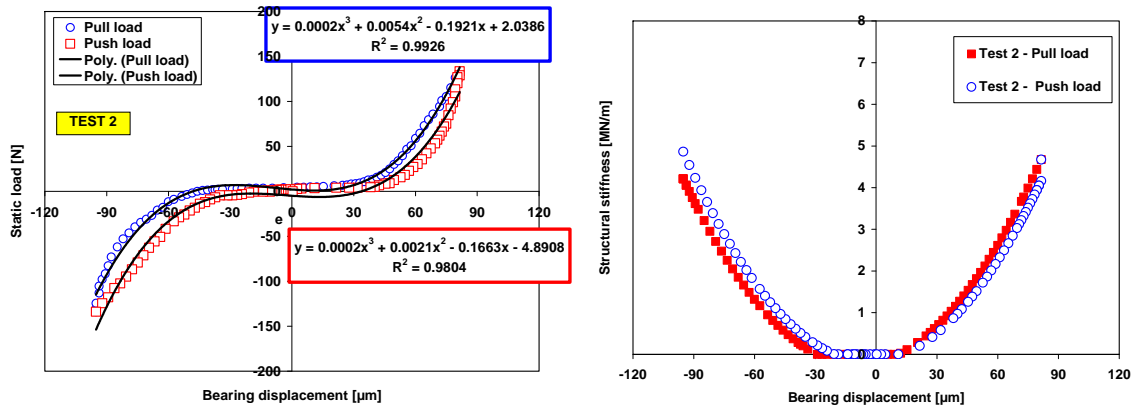 Pull load
Push load
Poly. (Pull load)
Poly. (Push load)
TEST 2
y = 0.0002x³ + 0.0054x² - 0.1921x + 2.0386
R² = 0.9926
y = 0.0002x³ + 0.0021x² - 0.1663x - 4.8908
R² = 0.9804
200
150
100
50
0
-50
-100
-150
-200
-120
-90
-60
-30
0
30
60
90
120
e
Static load [N]
Bearing displacement [µm]
Test 2 - Pull load
Test 2 - Push load
8
7
6
5
4
3
2
1
0
-120
-90
-60
-30
0
30
60
90
120
Structural stiffness [MN/m]
Bearing displacement [µm]